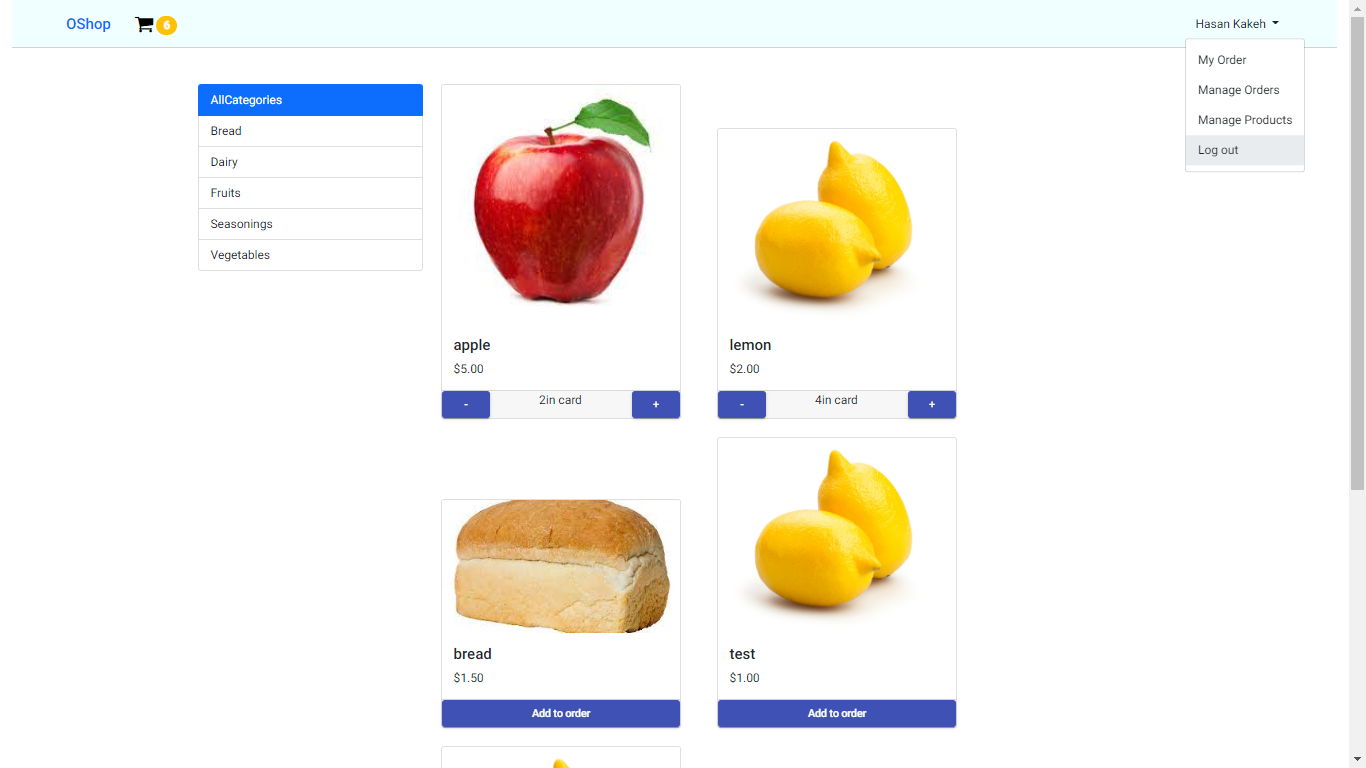 OShop
6
Hasan Kakeh
My Order
Manage Orders
Manage Products
Log out
AllCategories
Bread
Dairy
Fruits
Seasonings
Vegetables
apple
$5.00
- 2in card +
lemon
$2.00
- 4in card +
bread
$1.50
Add to order
test
$1.00
Add to order